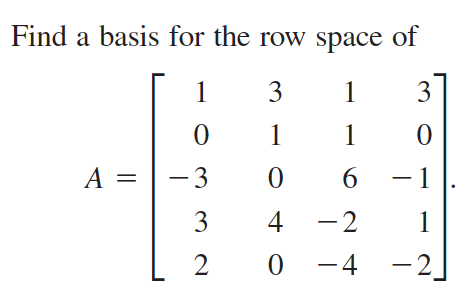 Find a basis for the row space of
1 3 1 3
0 1 1 0
A = -3 0 6 -1 .
3 4 -2 1
2 0 -4 -2